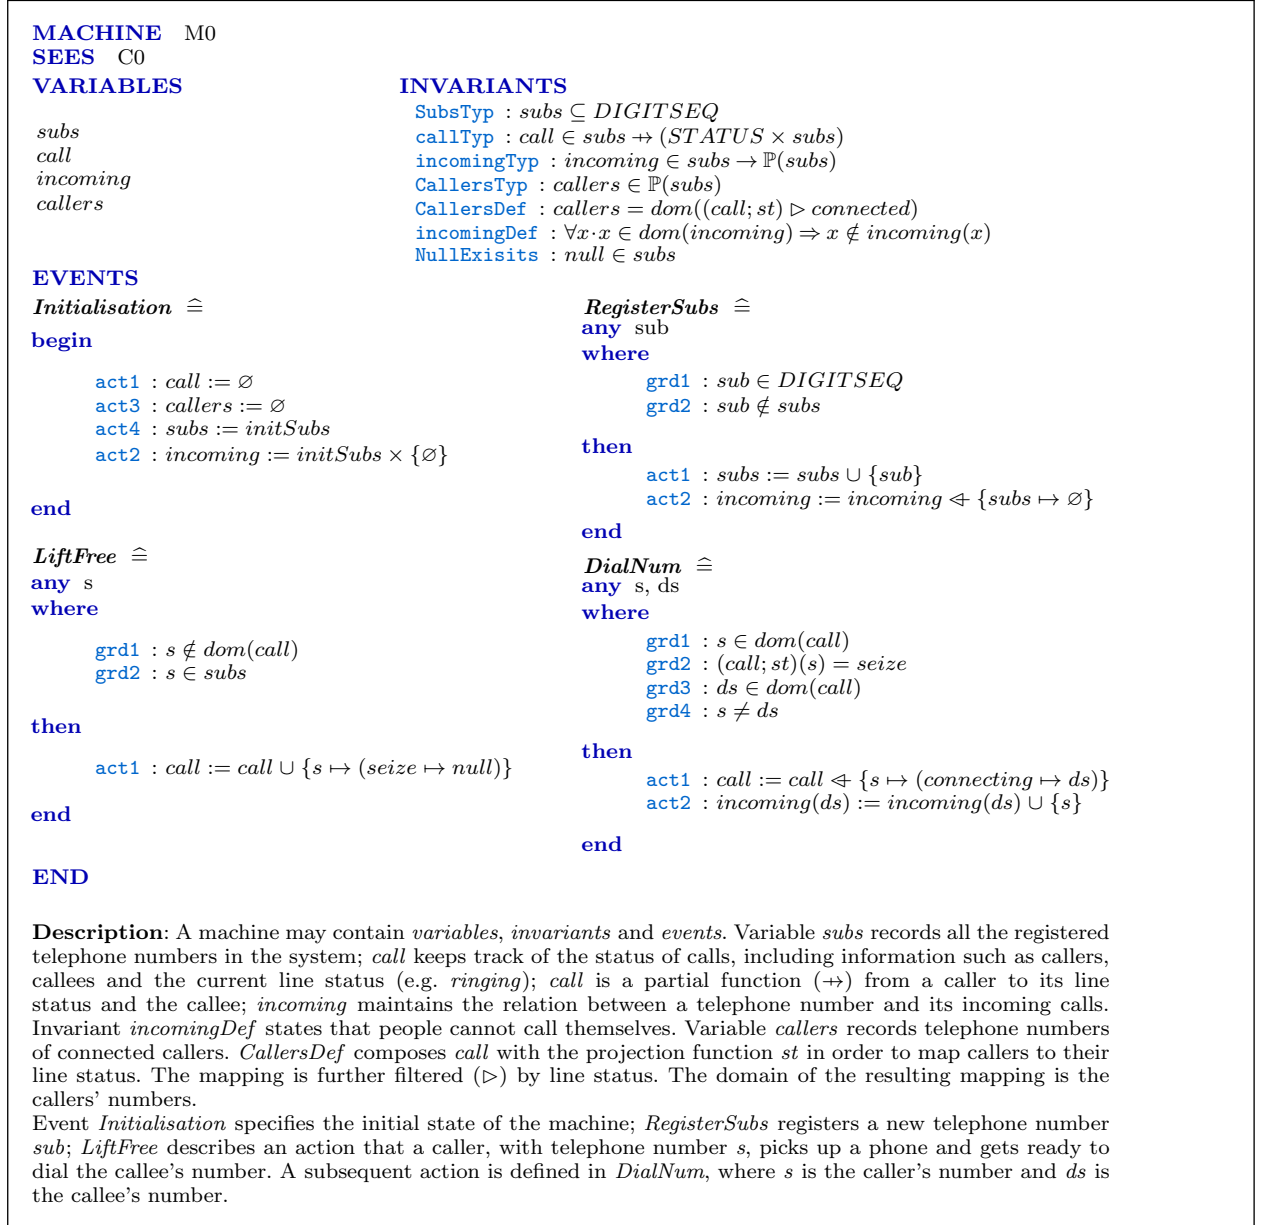 MACHINE M0
SEES C0
VARIABLES
subs
call
incoming
callers
INVARIANTS
SubsTyp : subs ⊆ DIGITSEQ
callTyp : call ∈ subs ⇸ (STATUS × subs)
incomingTyp : incoming ∈ subs → ℙ(subs)
CallersTyp : callers ∈ ℙ(subs)
CallersDef : callers = dom((call; st) ▷ connected)
incomingDef : ∀x·x ∈ dom(incoming) ⇒ x ∉ incoming(x)
NullExisits : null ∈ subs
EVENTS
Initialisation ≙
begin
act1 : call := ∅
act3 : callers := ∅
act4 : subs := initSubs
act2 : incoming := initSubs × {∅}
end
RegisterSubs ≙
any sub
where
grd1 : sub ∈ DIGITSEQ
grd2 : sub ∉ subs
then
act1 : subs := subs ∪ {sub}
act2 : incoming := incoming ⩤ {subs ↦ ∅}
end
LiftFree ≙
any s
where
grd1 : s ∉ dom(call)
grd2 : s ∈ subs
then
act1 : call := call ∪ {s ↦ (seize ↦ null)}
end
DialNum ≙
any s, ds
where
grd1 : s ∈ dom(call)
grd2 : (call; st)(s) = seize
grd3 : ds ∈ dom(call)
grd4 : s ≠ ds
then
act1 : call := call ⩤ {s ↦ (connecting ↦ ds)}
act2 : incoming(ds) := incoming(ds) ∪ {s}
end
END
Description: A machine may contain variables, invariants and events. Variable subs records all the registered
telephone numbers in the system; call keeps track of the status of calls, including information such as callers,
callees and the current line status (e.g. ringing); call is a partial function (⇸) from a caller to its line
status and the callee; incoming maintains the relation between a telephone number and its incoming calls.
Invariant incomingDef states that people cannot call themselves. Variable callers records telephone numbers
of connected callers. CallersDef composes call with the projection function st in order to map callers to their
line status. The mapping is further filtered (▷) by line status. The domain of the resulting mapping is the
callers' numbers.
Event Initialisation specifies the initial state of the machine; RegisterSubs registers a new telephone number
sub; LiftFree describes an action that a caller, with telephone number s, picks up a phone and gets ready to
dial the callee's number. A subsequent action is defined in DialNum, where s is the caller's number and ds is
the callee's number.